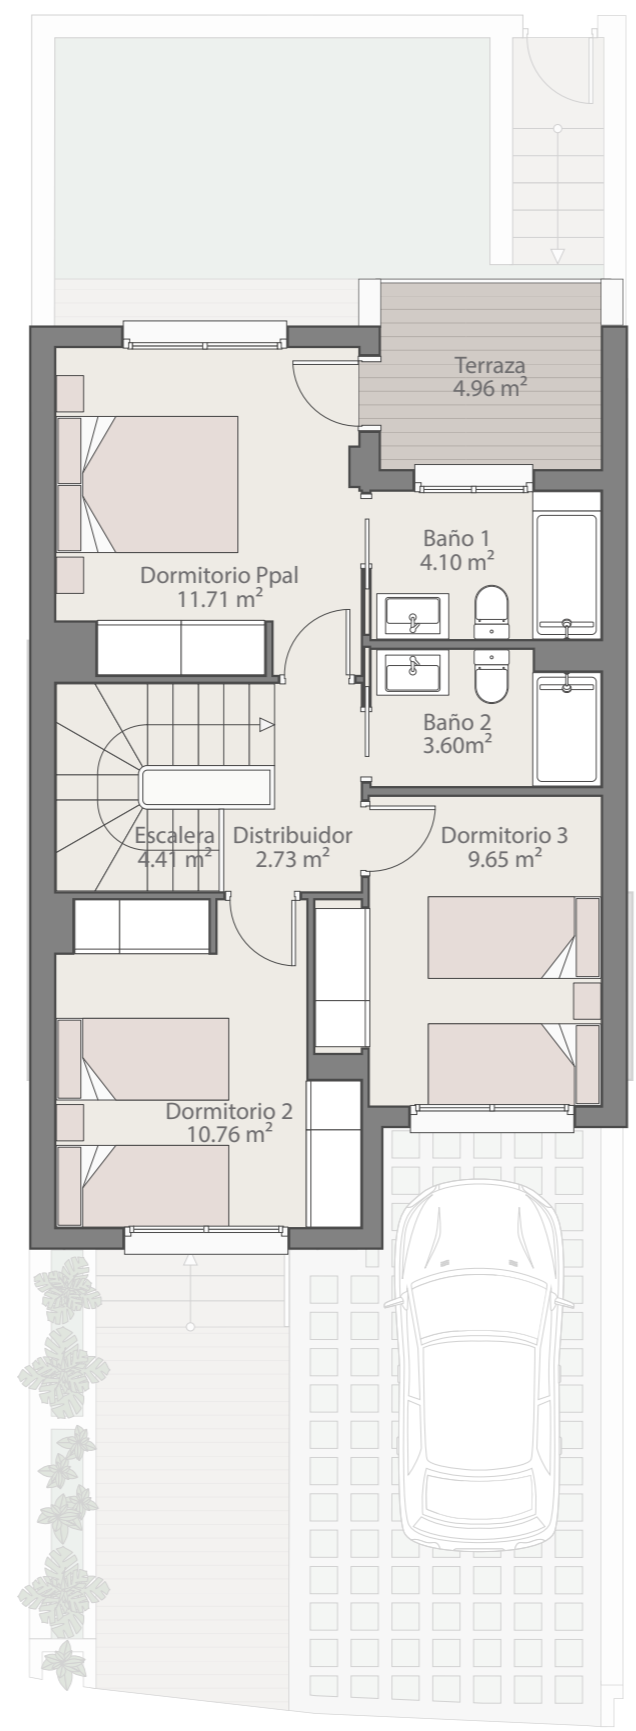 Terraza
4.96 m²
Baño 1
4.10 m²
Dormitorio Ppal
11.71 m²
Baño 2
3.60m²
Escalera
4.41 m²
Distribuidor
2.73 m²
Dormitorio 3
9.65 m²
Dormitorio 2
10.76 m²